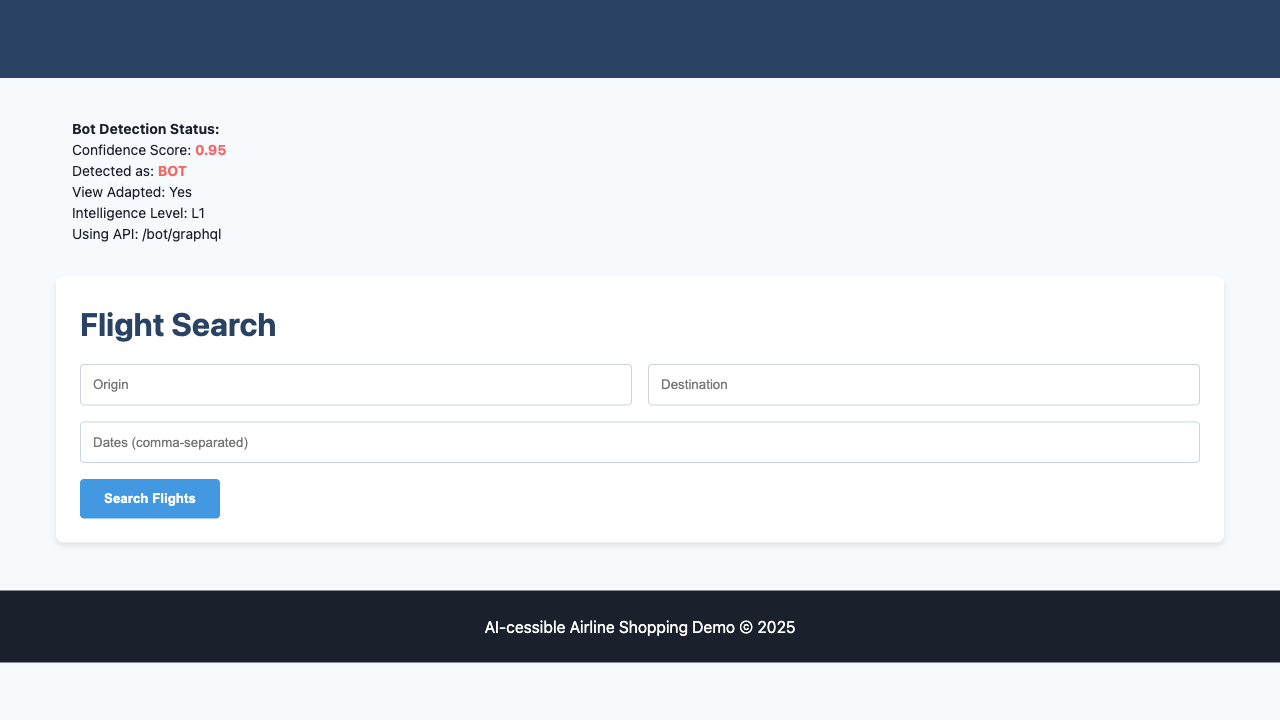 Bot Detection Status:
Confidence Score: 0.95
Detected as: BOT
View Adapted: Yes
Intelligence Level: L1
Using API: /bot/graphql
Flight Search
Origin
Destination
Dates (comma-separated)
Search Flights
AI-cessible Airline Shopping Demo © 2025